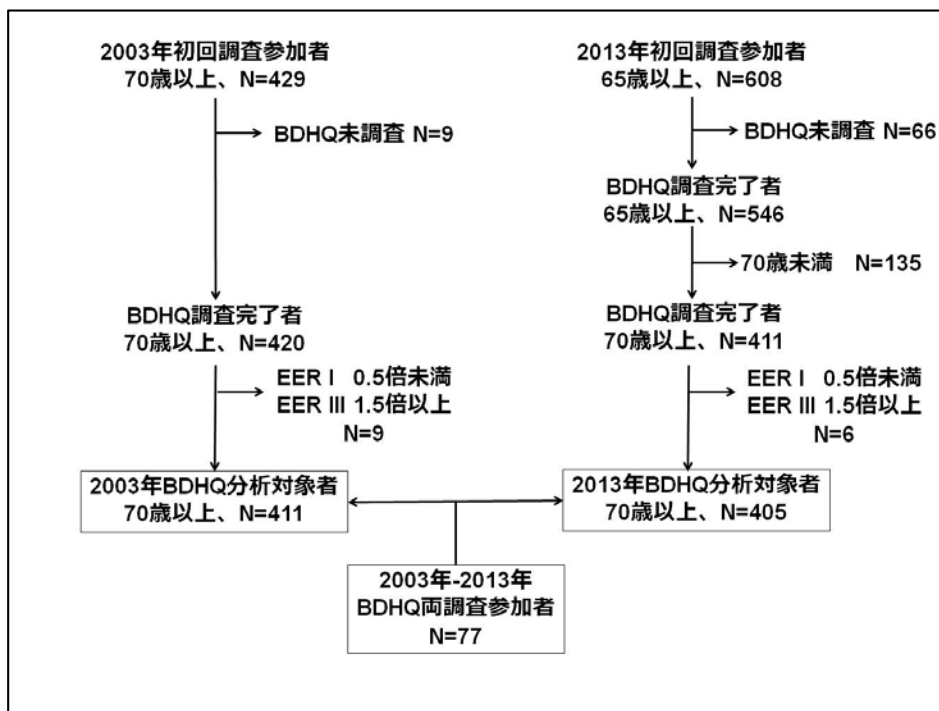 2003年初回調査参加者
70歳以上、N=429
BDHQ未調査 N=9
BDHQ調査完了者
70歳以上、N=420
EER I 0.5倍未満
EER III 1.5倍以上
N=9
2003年BDHQ分析対象者
70歳以上、N=411
2013年初回調査参加者
65歳以上、N=608
BDHQ未調査 N=66
BDHQ調査完了者
65歳以上、N=546
70歳未満 N=135
BDHQ調査完了者
70歳以上、N=411
EER I 0.5倍未満
EER III 1.5倍以上
N=6
2013年BDHQ分析対象者
70歳以上、N=405
2003年-2013年
BDHQ両調査参加者
N=77